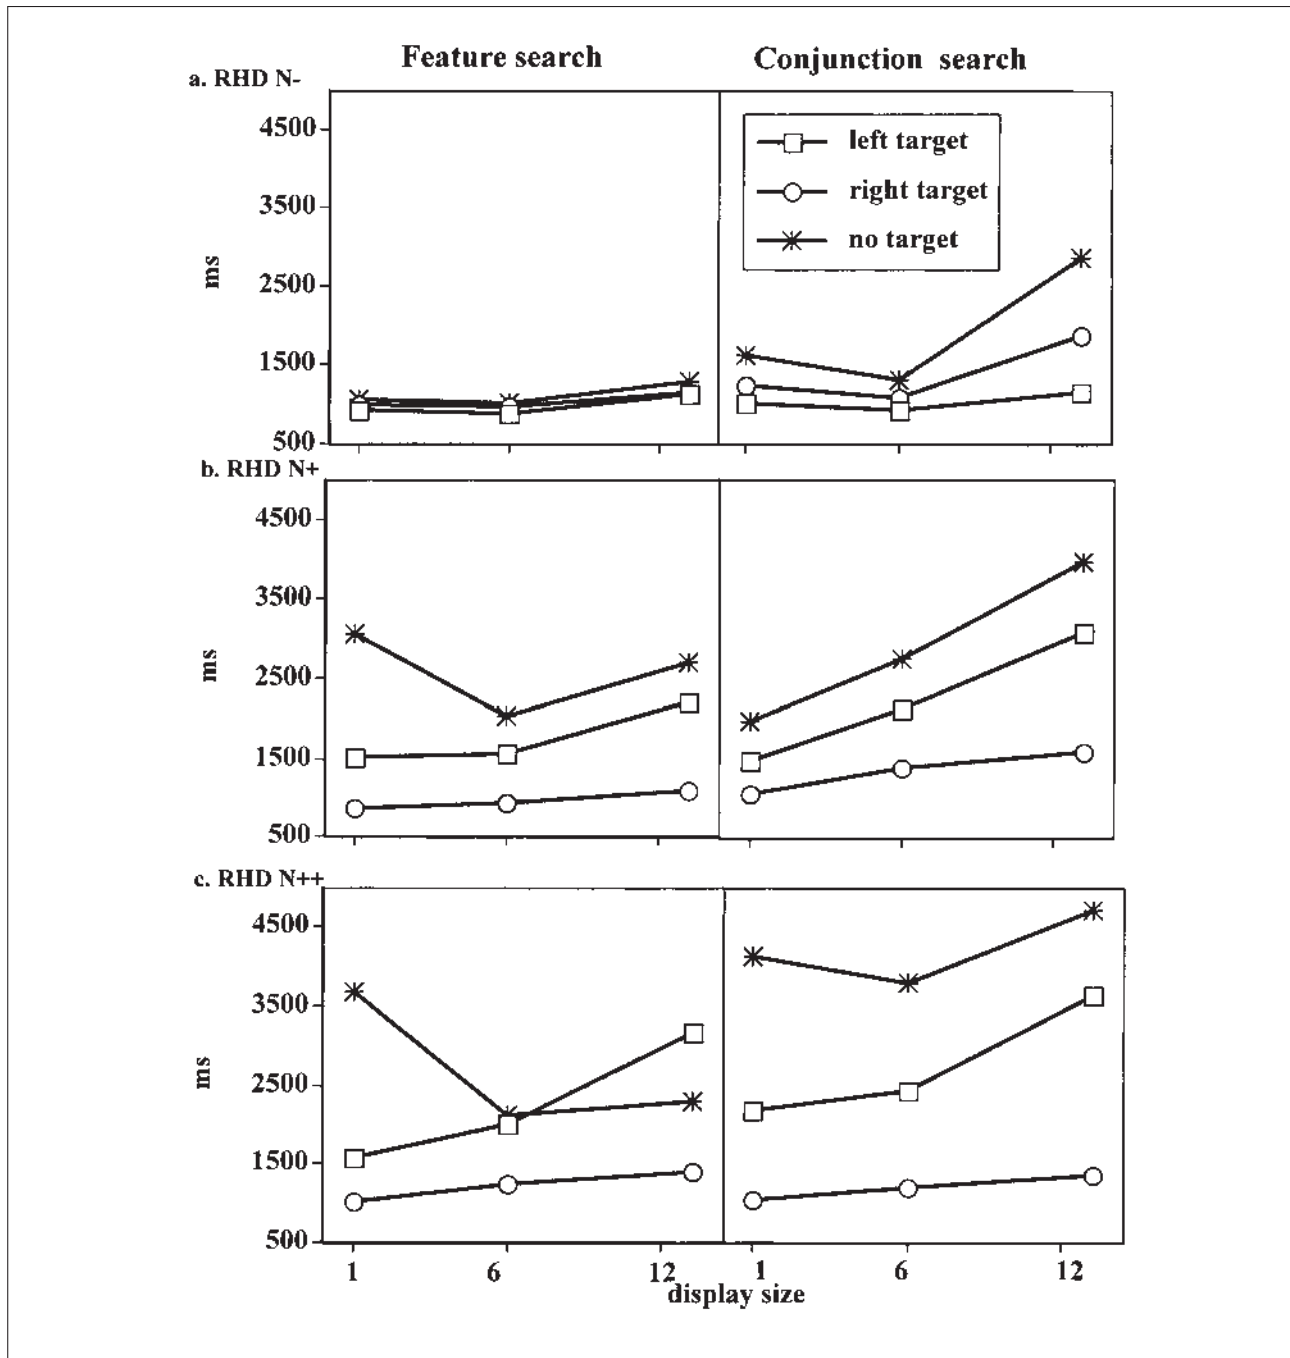 Feature search Conjunction search
a. RHD N-
4500
3500
ms
2500
1500
500
left target
right target
no target
b. RHD N+
4500
3500
ms
2500
1500
500
c. RHD N++
4500
3500
ms
2500
1500
500
1 6 12 1 6 12
display size